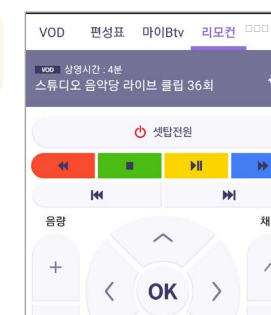 VOD 편성표 마이Btv 리모컨
VOD 상영시간 : 4분
스튜디오 음악당 라이브 클립 36회
셋탑전원
음량 채
OK